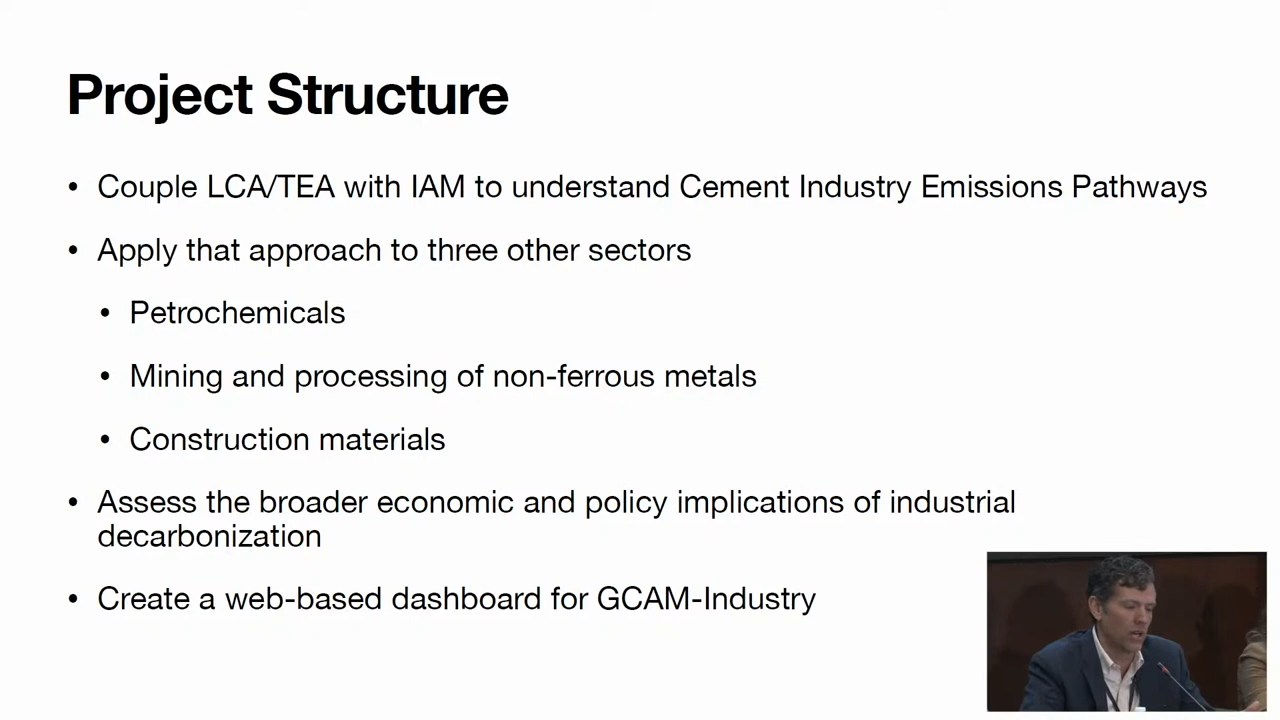 Project Structure
• Couple LCA/TEA with IAM to understand Cement Industry Emissions Pathways
• Apply that approach to three other sectors
• Petrochemicals
• Mining and processing of non-ferrous metals
• Construction materials
• Assess the broader economic and policy implications of industrial
decarbonization
• Create a web-based dashboard for GCAM-Industry